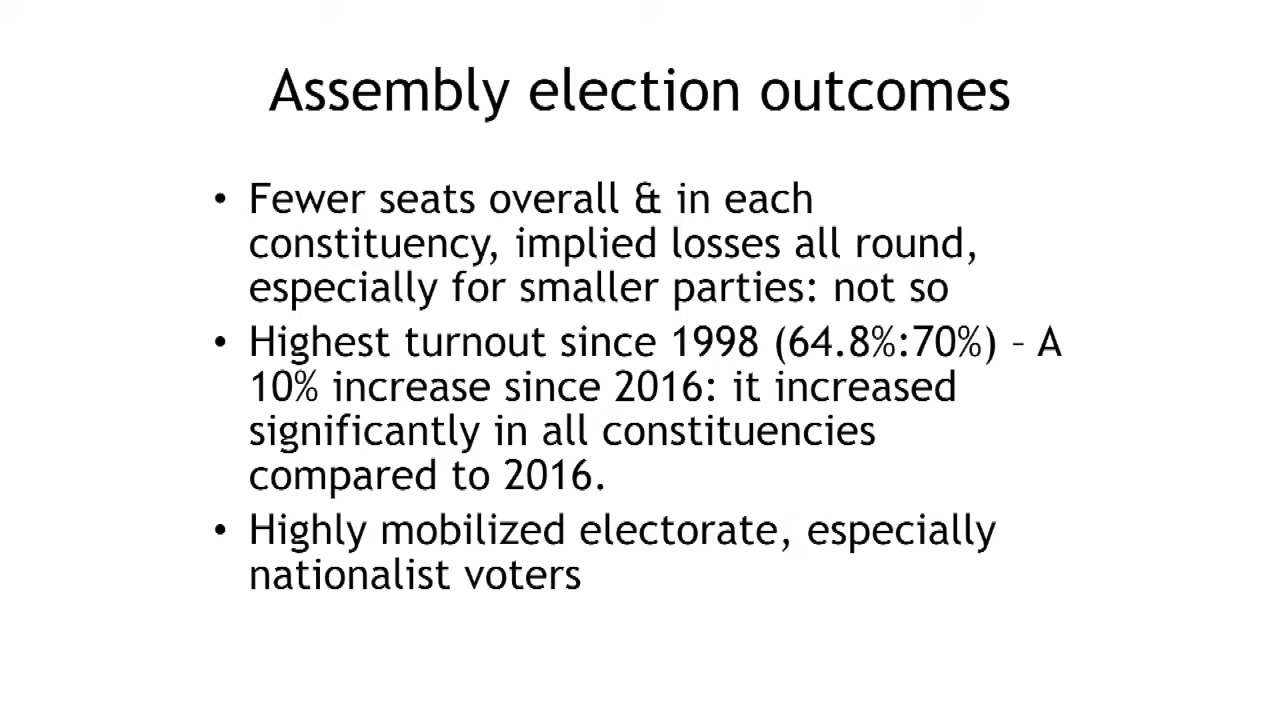 Assembly election outcomes
• Fewer seats overall & in each
constituency, implied losses all round,
especially for smaller parties: not so
• Highest turnout since 1998 (64.8%:70%) – A
10% increase since 2016: it increased
significantly in all constituencies
compared to 2016.
• Highly mobilized electorate, especially
nationalist voters